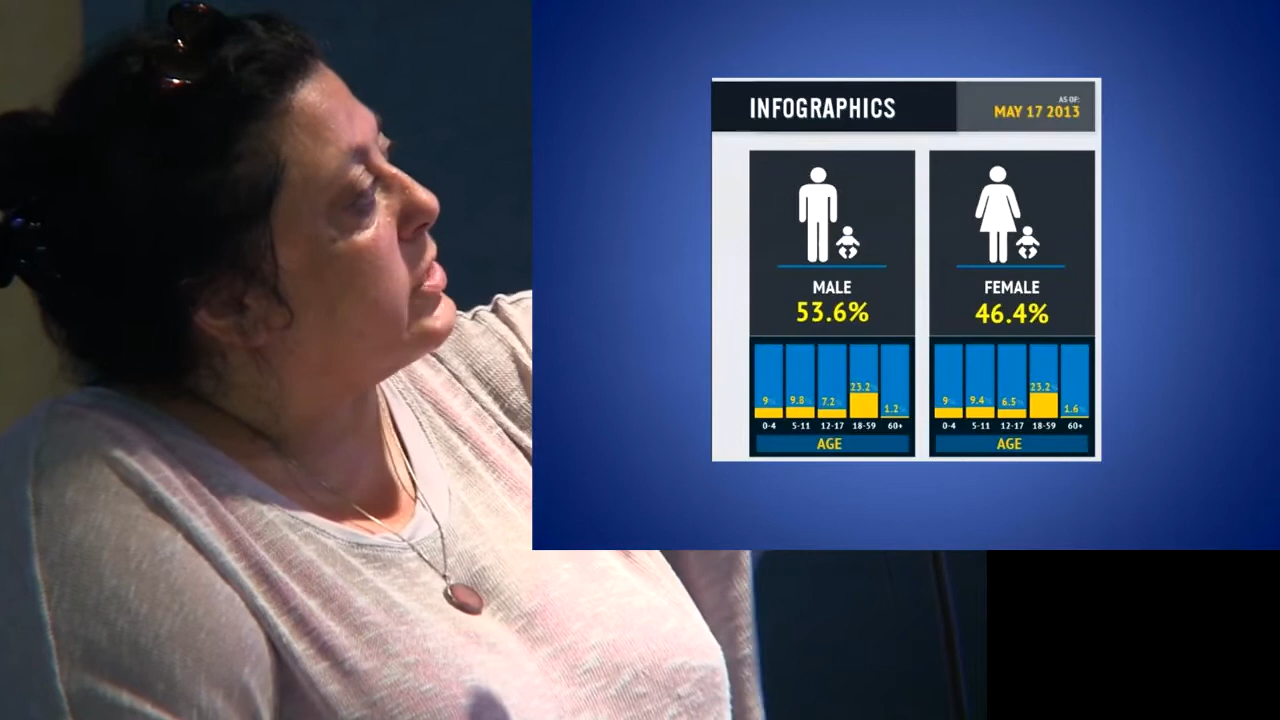 INFOGRAPHICS
AS OF:
MAY 17 2013
MALE
53.6%
9%
9.8%
7.2%
23.2%
1.2%
0-4 5-11 12-17 18-59 60+
AGE
FEMALE
46.4%
9%
9.4%
6.5%
23.2%
1.6%
0-4 5-11 12-17 18-59 60+
AGE